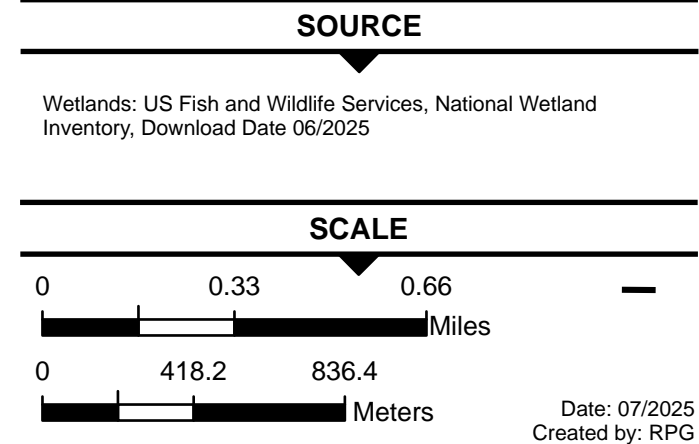 SOURCE
Wetlands: US Fish and Wildlife Services, National Wetland
Inventory, Download Date 06/2025
SCALE
0 0.33 0.66
Miles
0 418.2 836.4
Meters
Date: 07/2025
Created by: RPG